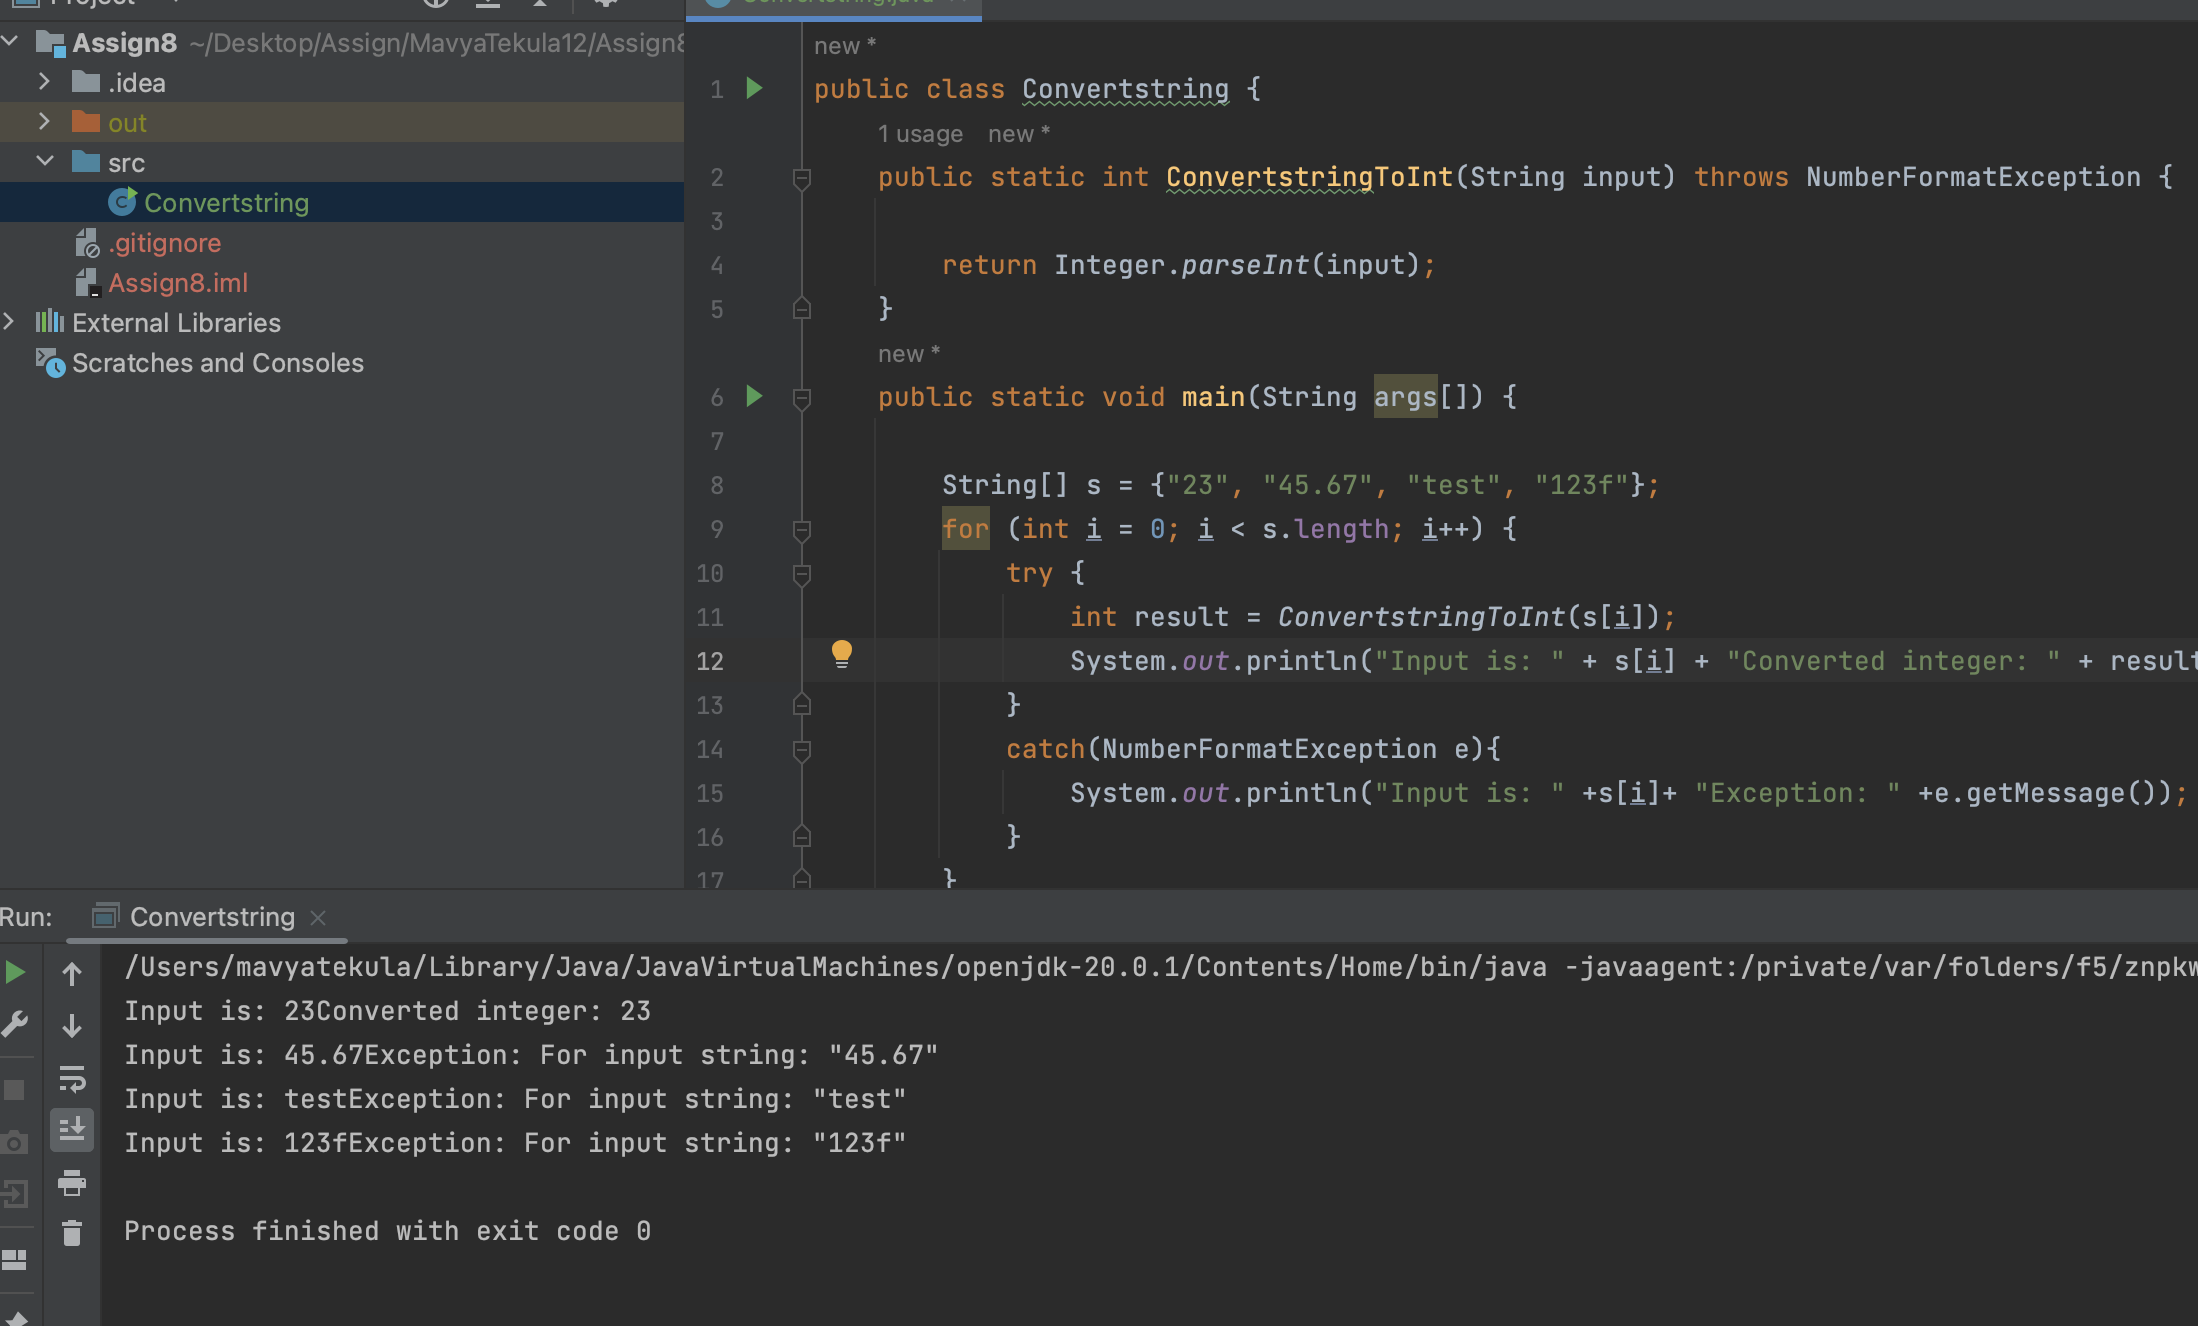 Project
Assign8 ~/Desktop/Assign/MavyaTekula12/Assign8
.idea
out
src
Convertstring
.gitignore
Assign8.iml
External Libraries
Scratches and Consoles
Convertstring.java
new *
1 public class Convertstring {
1 usage new *
2 public static int ConvertstringToInt(String input) throws NumberFormatException {
3
4 return Integer.parseInt(input);
5 }
new *
6 public static void main(String args[]) {
7
8 String[] s = {"23", "45.67", "test", "123f"};
9 for (int i = 0; i < s.length; i++) {
10 try {
11 int result = ConvertstringToInt(s[i]);
12 System.out.println("Input is: " + s[i] + "Converted integer: " + result
13 }
14 catch(NumberFormatException e){
15 System.out.println("Input is: " +s[i]+ "Exception: " +e.getMessage());
16 }
17 }
Run: Convertstring
/Users/mavyatekula/Library/Java/JavaVirtualMachines/openjdk-20.0.1/Contents/Home/bin/java -javaagent:/private/var/folders/f5/znpkw
Input is: 23Converted integer: 23
Input is: 45.67Exception: For input string: "45.67"
Input is: testException: For input string: "test"
Input is: 123fException: For input string: "123f"
Process finished with exit code 0